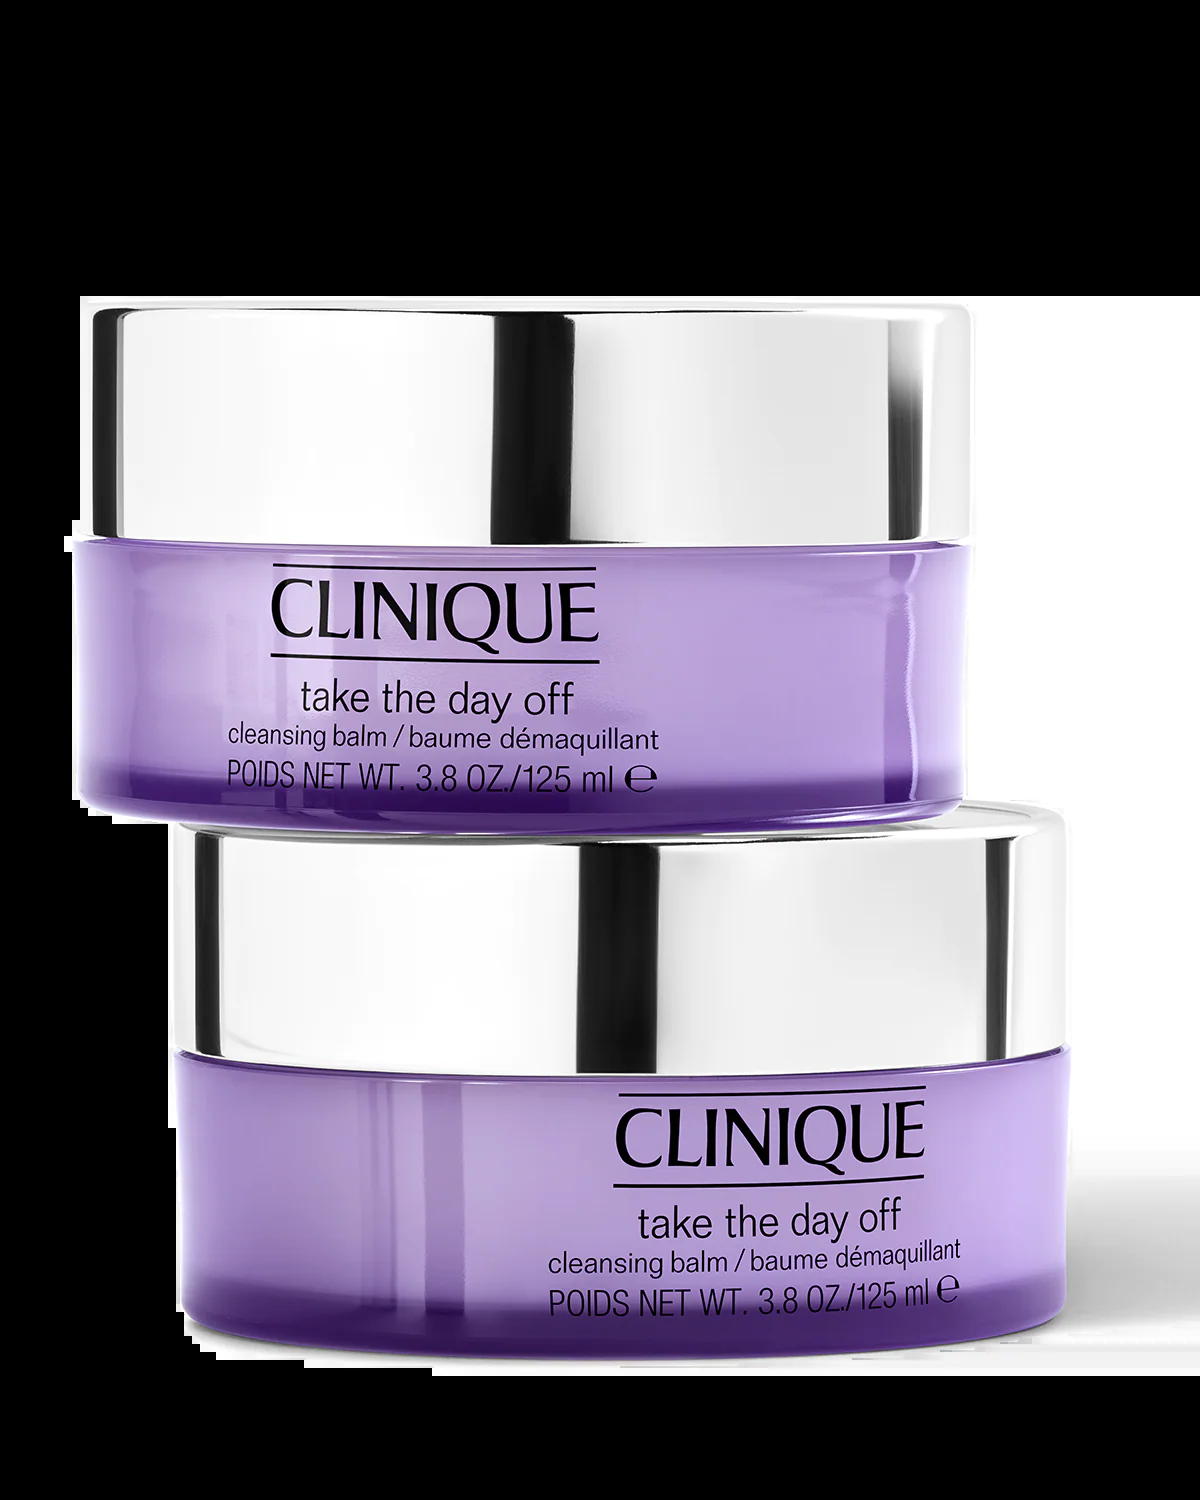 CLINIQUE
take the day off
cleansing balm / baume démaquillant
POIDS NET WT. 3.8 OZ./125 ml ℮
CLINIQUE
take the day off
cleansing balm / baume démaquillant
POIDS NET WT. 3.8 OZ./125 ml ℮